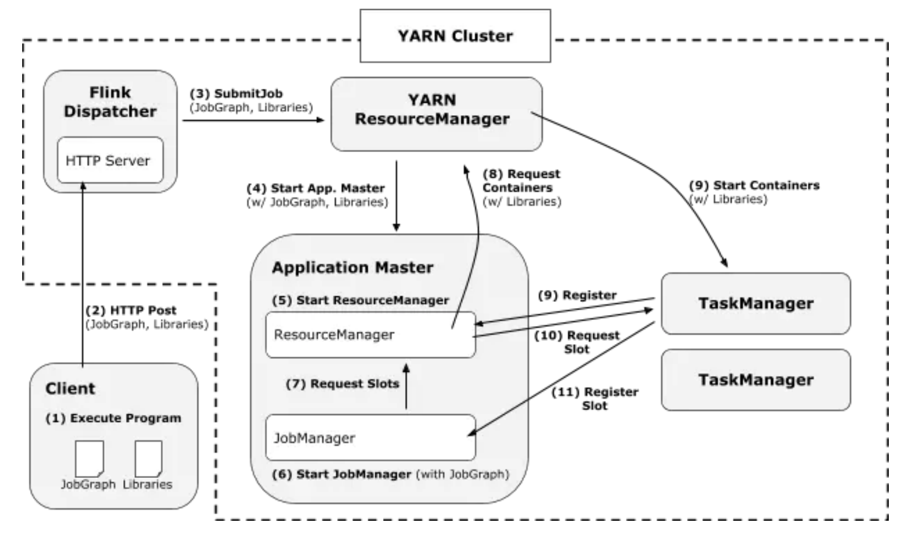 YARN Cluster
Flink
Dispatcher
HTTP Server
(3) SubmitJob
(JobGraph, Libraries)
YARN
ResourceManager
(4) Start App. Master
(w/ JobGraph, Libraries)
(8) Request
Containers
(w/ Libraries)
(9) Start Containers
(w/ Libraries)
Application Master
(5) Start ResourceManager
ResourceManager
(7) Request Slots
JobManager
(6) Start JobManager (with JobGraph)
(9) Register
(10) Request
Slot
(11) Register
Slot
TaskManager
TaskManager
(2) HTTP Post
(JobGraph, Libraries)
Client
(1) Execute Program
JobGraph
Libraries